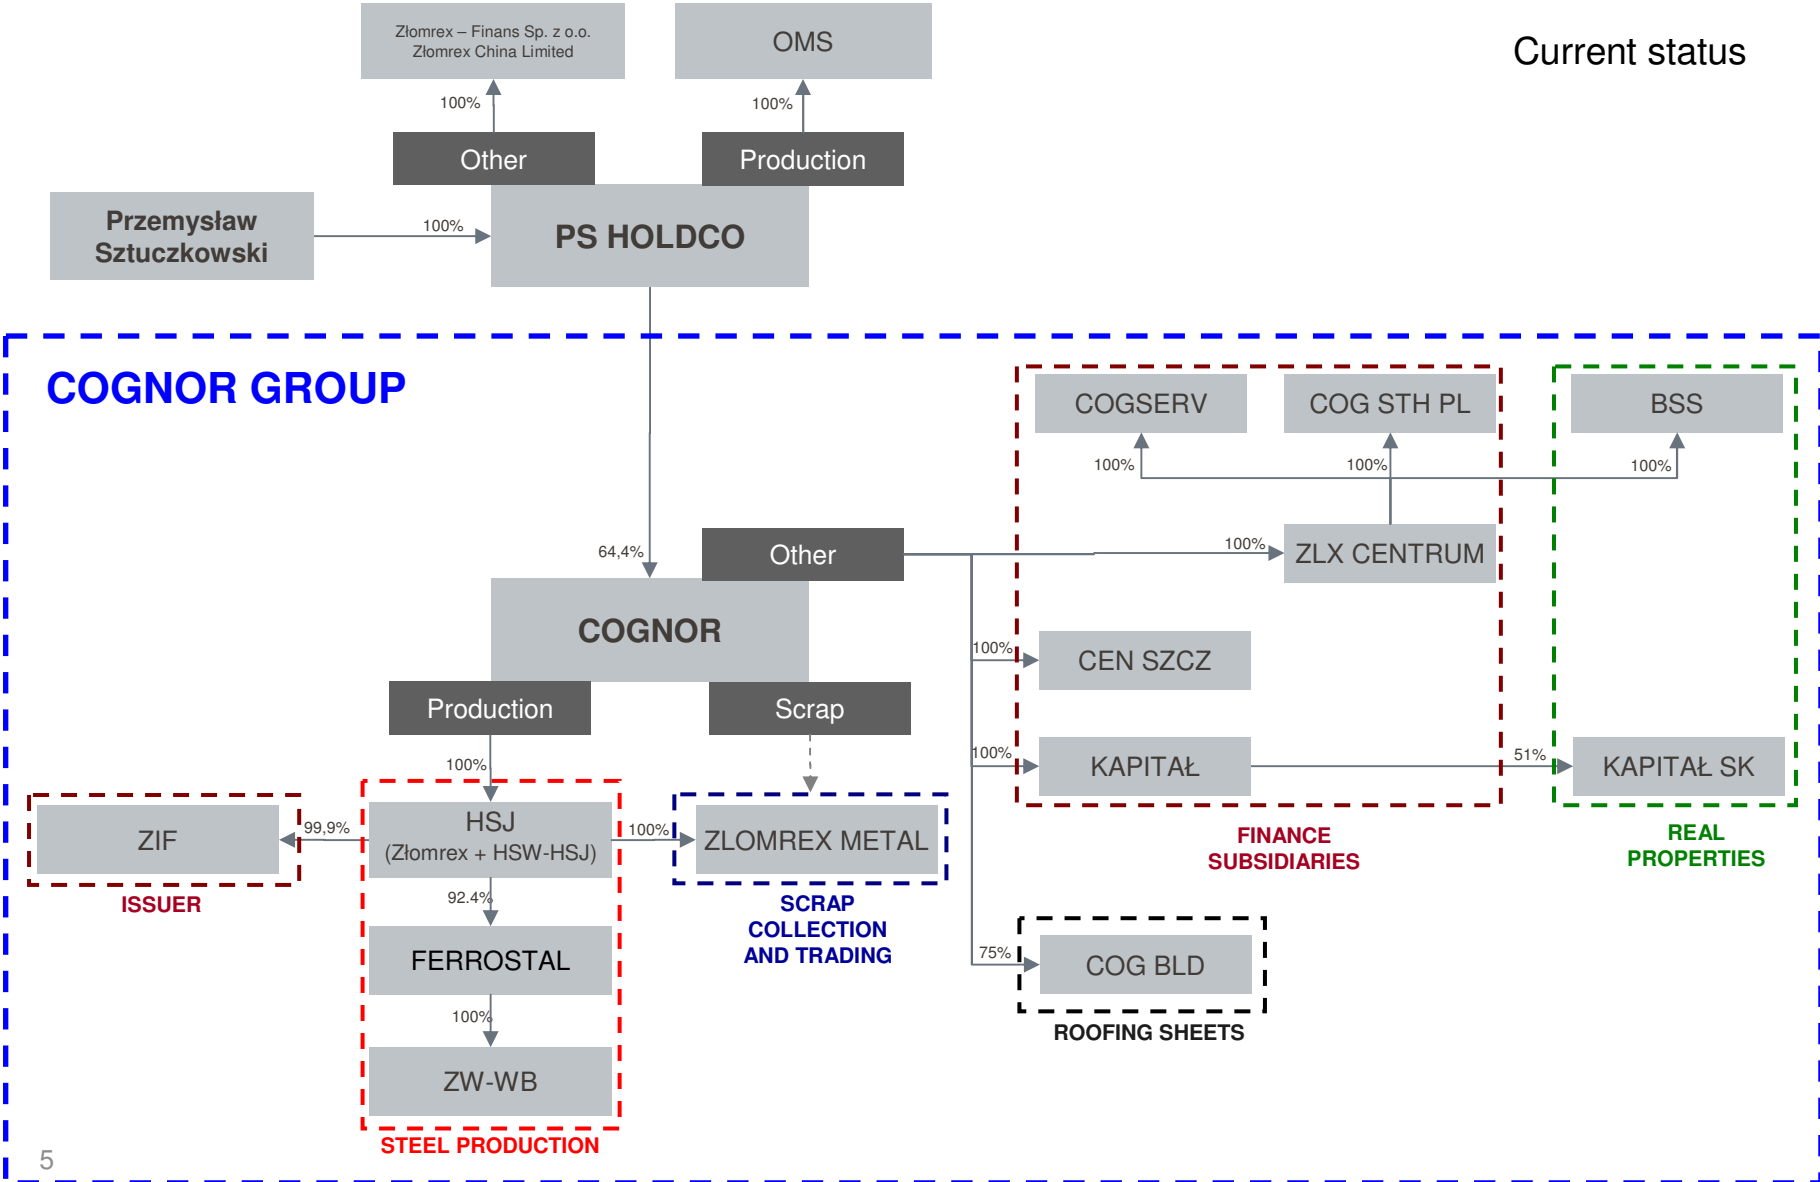 Złomrex – Finans Sp. z o.o.
Złomrex China Limited
OMS
Current status
100%
100%
Other
Production
Przemysław
Sztuczkowski
100%
PS HOLDCO
COGNOR GROUP
COGSERV
COG STH PL
BSS
100%
100%
100%
64,4%
Other
100%
ZLX CENTRUM
COGNOR
100%
CEN SZCZ
Production
Scrap
100%
100%
KAPITAŁ
51%
KAPITAŁ SK
ZIF
99,9%
HSJ
(Złomrex + HSW-HSJ)
100%
ZLOMREX METAL
FINANCE
SUBSIDIARIES
REAL
PROPERTIES
ISSUER
92.4%
SCRAP
COLLECTION
AND TRADING
FERROSTAL
75%
COG BLD
100%
ROOFING SHEETS
ZW-WB
STEEL PRODUCTION
5